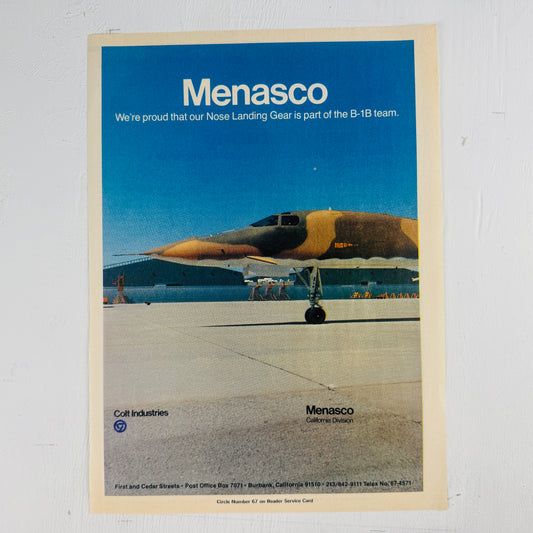 Menasco
We're proud that our Nose Landing Gear is part of the B-1B team.
Colt Industries
Menasco
California Division
First and Cedar Streets • Post Office Box 7071 • Burbank, California 91510 • 213/842-9111 Telex No. 67-4571
Circle Number 67 on Reader Service Card